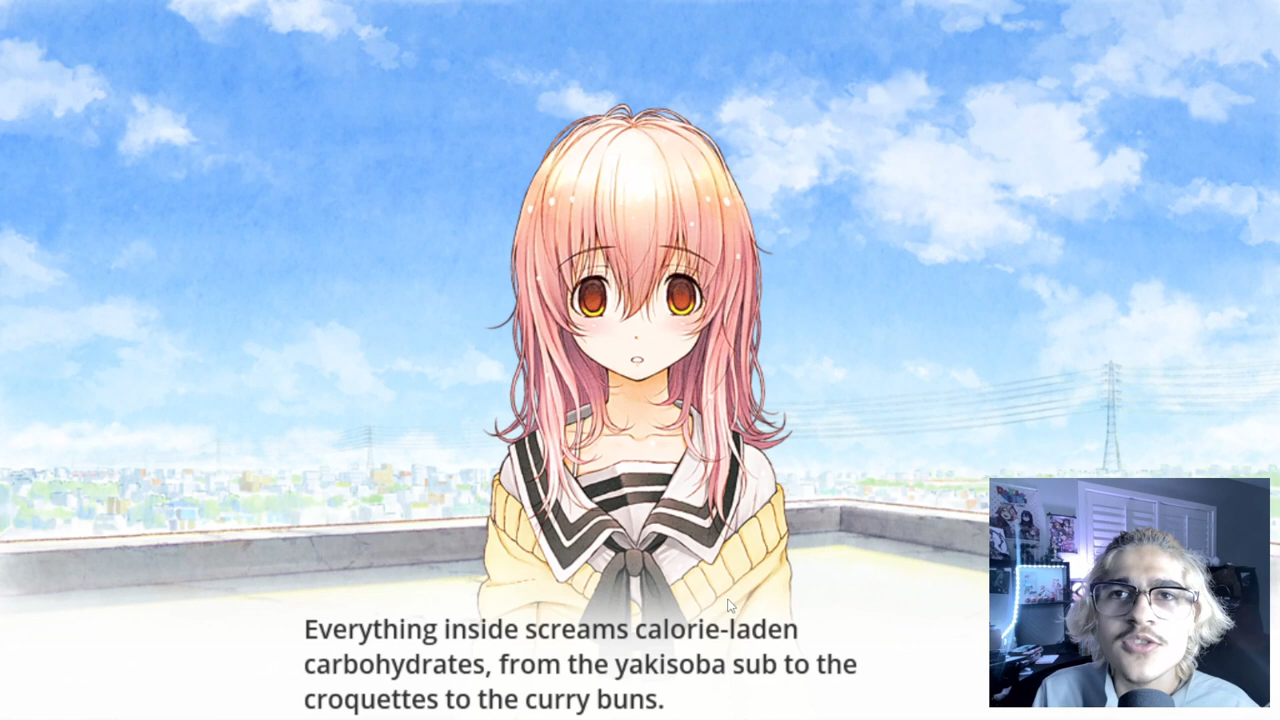 Everything inside screams calorie-laden
carbohydrates, from the yakisoba sub to the
croquettes to the curry buns.